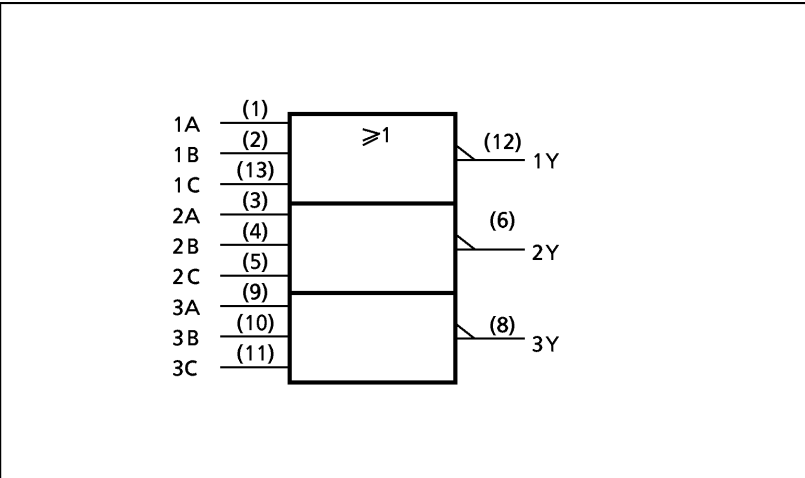 1A (1)
≥1
1B (2)
(12) 1Y
1C (13)
2A (3)
(6)
2B (4)
2Y
2C (5)
3A (9)
3B (10)
(8) 3Y
3C (11)